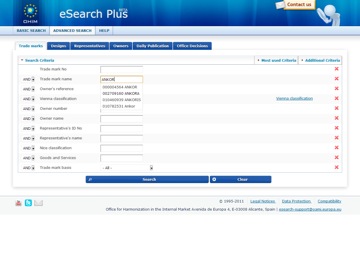 Contact us
OHIM
eSearch Plus BETA
BASIC SEARCH ADVANCED SEARCH HELP
Trade marks Designs Representatives Owners Daily Publication Office Decisions
Search Criteria Most used Criteria Additional Criteria
Trade mark No
AND Trade mark name ANKOR
AND Owner's reference 000004564 ANKOR
002708160 ANKORA
AND Vienna classification Vienna classification
AND Owner number 010782531 Ankor
AND Owner name
AND Representative's ID No
AND Representative's name
AND Nice classification
AND Goods and Services
AND Trade mark basis - All -
Search Clear
© 1995-2011 Legal Notices Data Protection Compatibility
Office for Harmonization in the Internal Market Avenida de Europa 4, E-03008 Alicante, Spain | esearch-support@oami.europa.eu